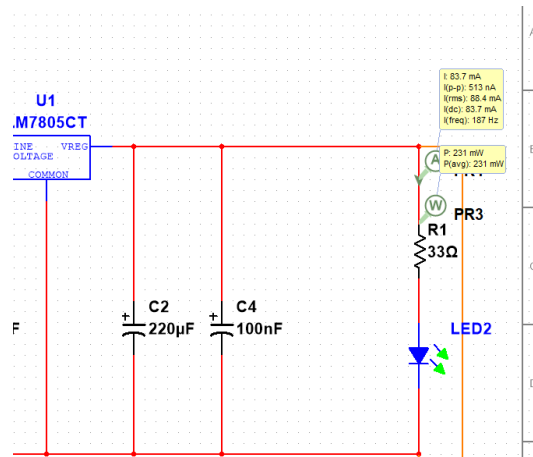 U1
LM7805CT
LINE VREG
VOLTAGE
COMMON
I: 83.7 mA
I(p-p): 513 nA
I(rms): 88.4 mA
I(dc): 83.7 mA
I(freq): 187 Hz
A
P: 231 mW
P(avg): 231 mW
W
PR3
R1
33Ω
+
C2
220µF
+
C4
100nF
LED2
F